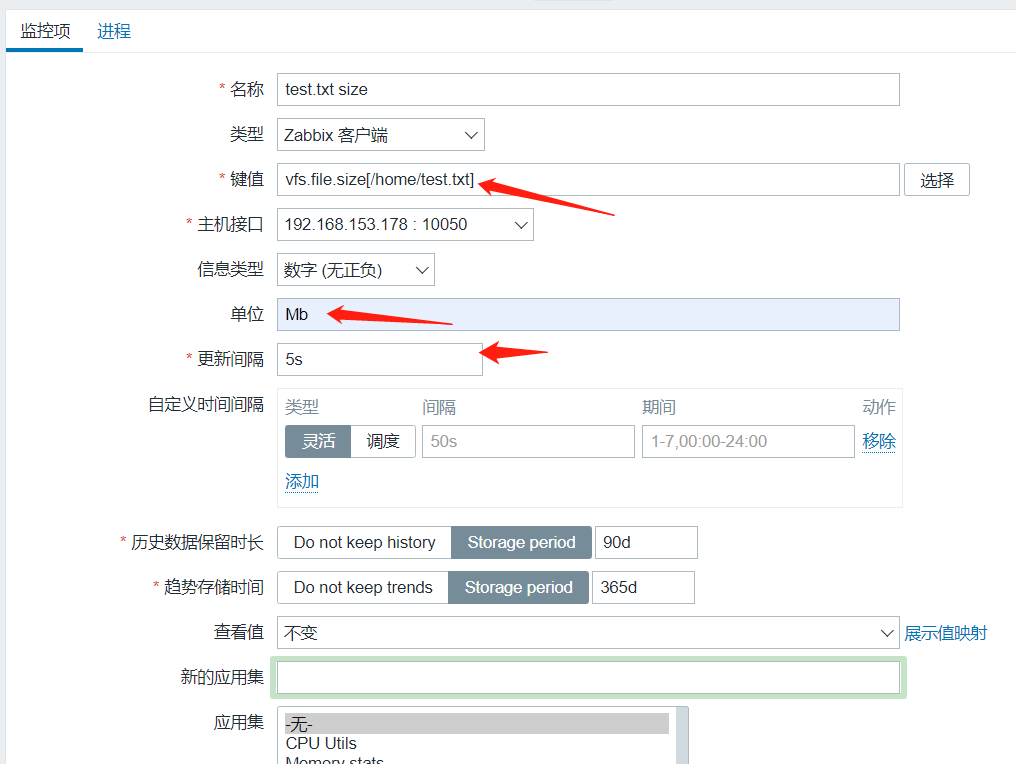 监控项 进程
* 名称 test.txt size
类型 Zabbix 客户端
* 键值 vfs.file.size[/home/test.txt] 选择
* 主机接口 192.168.153.178 : 10050
信息类型 数字 (无正负)
单位 Mb
* 更新间隔 5s
自定义时间间隔 类型 间隔 期间 动作
灵活 调度 50s 1-7,00:00-24:00 移除
添加
* 历史数据保留时长 Do not keep history Storage period 90d
* 趋势存储时间 Do not keep trends Storage period 365d
查看值 不变 展示值映射
新的应用集
应用集 -无-
CPU Utils
Memory stats